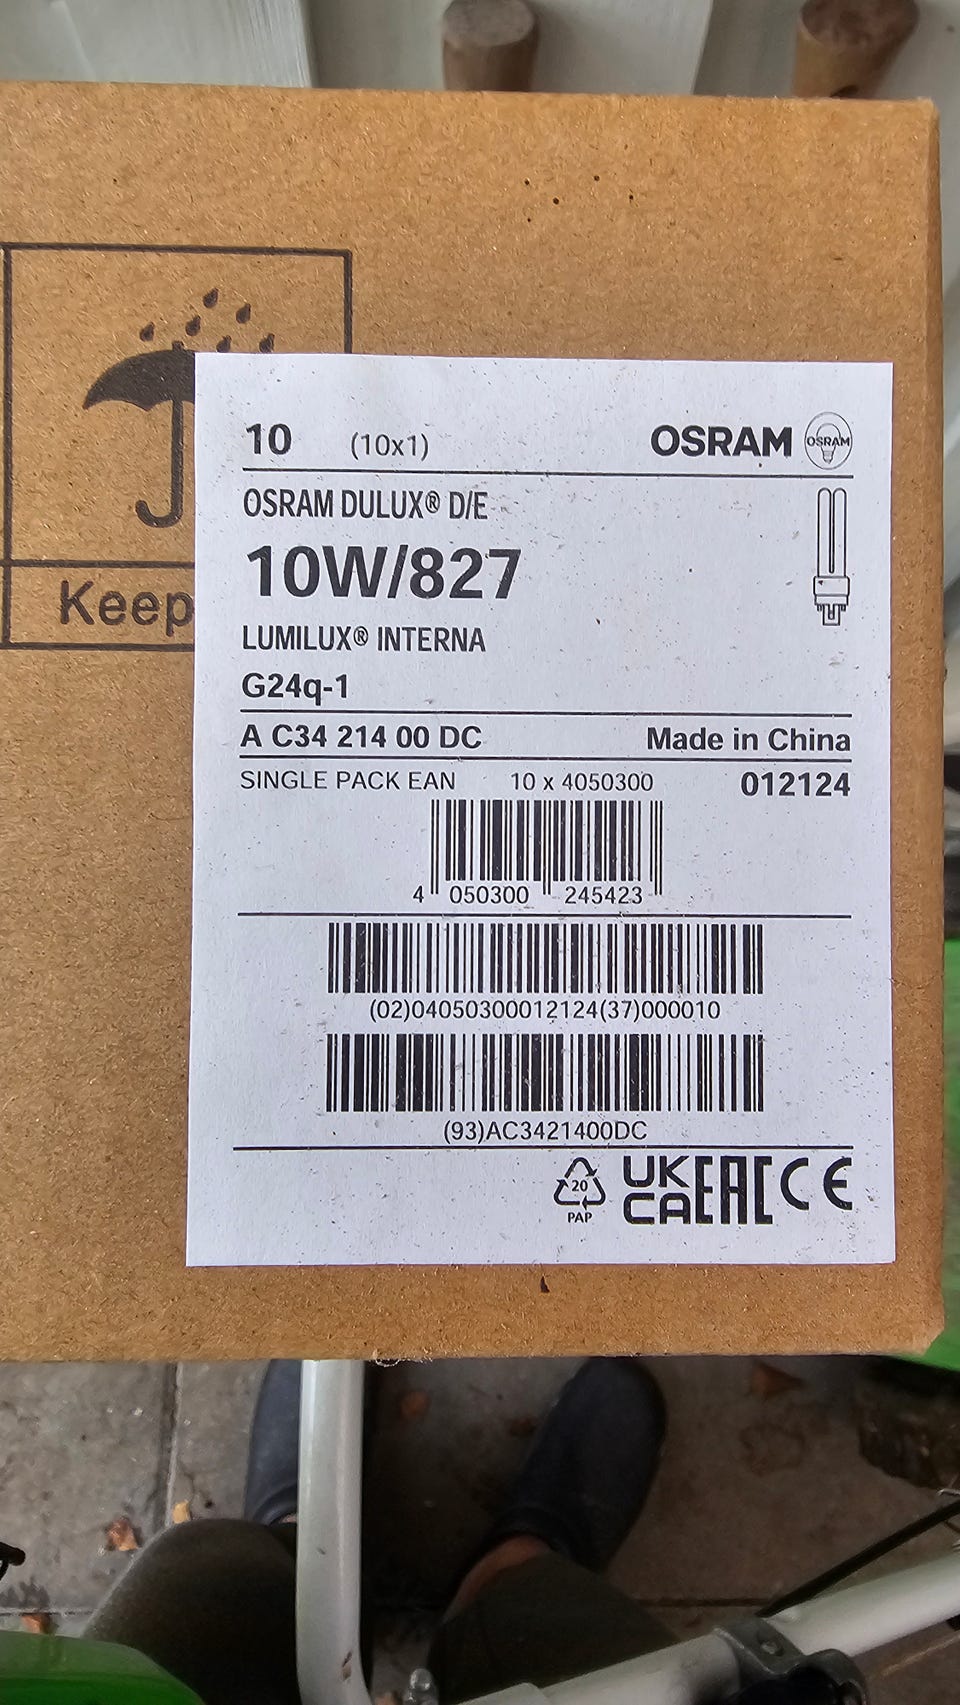 10 (10x1) OSRAM OSRAM
OSRAM DULUX® D/E
10W/827
LUMILUX® INTERNA
G24q-1
A C34 214 00 DC Made in China
SINGLE PACK EAN 10 x 4050300 012124
4 050300 245423
(02)04050300012124(37)000010
(93)AC3421400DC
20
PAP
UK
CA
EAC CE
Keep